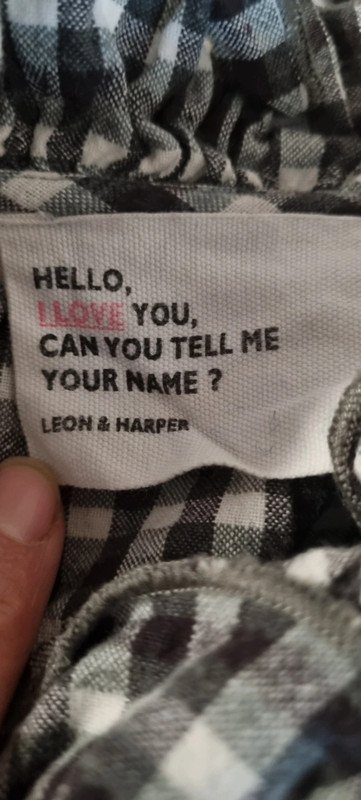 HELLO,
I LOVE YOU,
CAN YOU TELL ME
YOUR NAME ?
LEON & HARPER